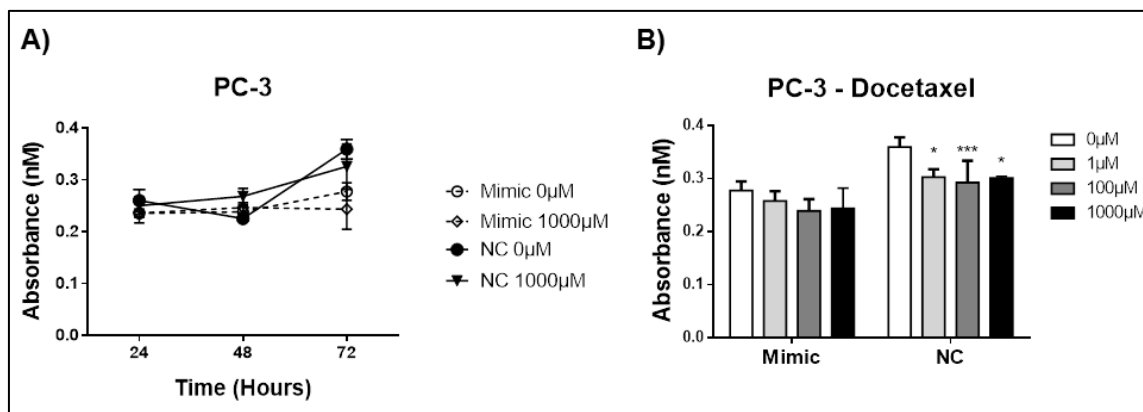 A)
PC-3
Absorbance (nM)
0.4
0.3
0.2
0.1
0.0
24
48
72
Time (Hours)
Mimic 0µM
Mimic 1000µM
NC 0µM
NC 1000µM
B)
PC-3 - Docetaxel
Absorbance (nM)
0.4
0.3
0.2
0.1
0.0
*
***
*
Mimic
NC
0µM
1µM
100µM
1000µM